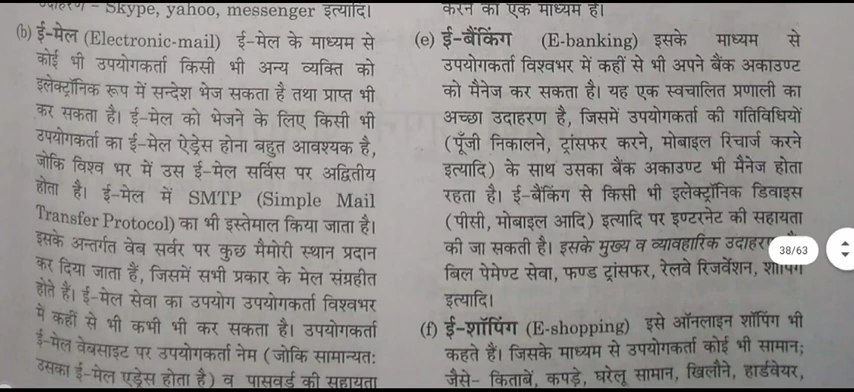 – Skype, yahoo, messenger इत्यादि।
(b) ई-मेल (Electronic-mail) ई-मेल के माध्यम से
कोई भी उपयोगकर्ता किसी भी अन्य व्यक्ति को
इलेक्ट्रॉनिक रूप में सन्देश भेज सकता है तथा प्राप्त भी
कर सकता है। ई-मेल को भेजने के लिए किसी भी
उपयोगकर्ता का ई-मेल ऐड्रेस होना बहुत आवश्यक है,
जोकि विश्व भर में उस ई-मेल सर्विस पर अद्वितीय
होता है। ई-मेल में SMTP (Simple Mail
Transfer Protocol) का भी इस्तेमाल किया जाता है।
इसके अन्तर्गत वेब सर्वर पर कुछ मैमोरी स्थान प्रदान
कर दिया जाता हैं, जिसमें सभी प्रकार के मेल संग्रहीत
होते हैं। ई-मेल सेवा का उपयोग उपयोगकर्ता विश्वभर
में कहीं से भी कभी भी कर सकता है। उपयोगकर्ता
ई-मेल वेबसाइट पर उपयोगकर्ता नेम (जोकि सामान्यत:
उसका ई-मेल एड्रेस होता है) व पासवर्ड की सहायता
करने का एक माध्यम है।
(e) ई-बैंकिंग (E-banking) इसके माध्यम से
उपयोगकर्ता विश्वभर में कहीं से भी अपने बैंक अकाउण्ट
को मैनेज कर सकता है। यह एक स्वचालित प्रणाली का
अच्छा उदाहरण है, जिसमें उपयोगकर्ता की गतिविधियों
(पूँजी निकालने, ट्रांसफर करने, मोबाइल रिचार्ज करने
इत्यादि) के साथ उसका बैंक अकाउण्ट भी मैनेज होता
रहता है। ई-बैंकिंग से किसी भी इलेक्ट्रॉनिक डिवाइस
(पीसी, मोबाइल आदि) इत्यादि पर इण्टरनेट की सहायता
की जा सकती है। इसके मुख्य व व्यावहारिक
38/63
बिल पेमेण्ट सेवा, फण्ड ट्रांसफर, रेलवे रिजर्वेशन, शॉपिंग
इत्यादि।
(f) ई-शॉपिंग (E-shopping) इसे ऑनलाइन शॉपिंग भी
कहते हैं। जिसके माध्यम से उपयोगकर्ता कोई भी सामान;
जैसे– किताबें, कपड़े, घरेलू सामान, खिलौने, हार्डवेयर,